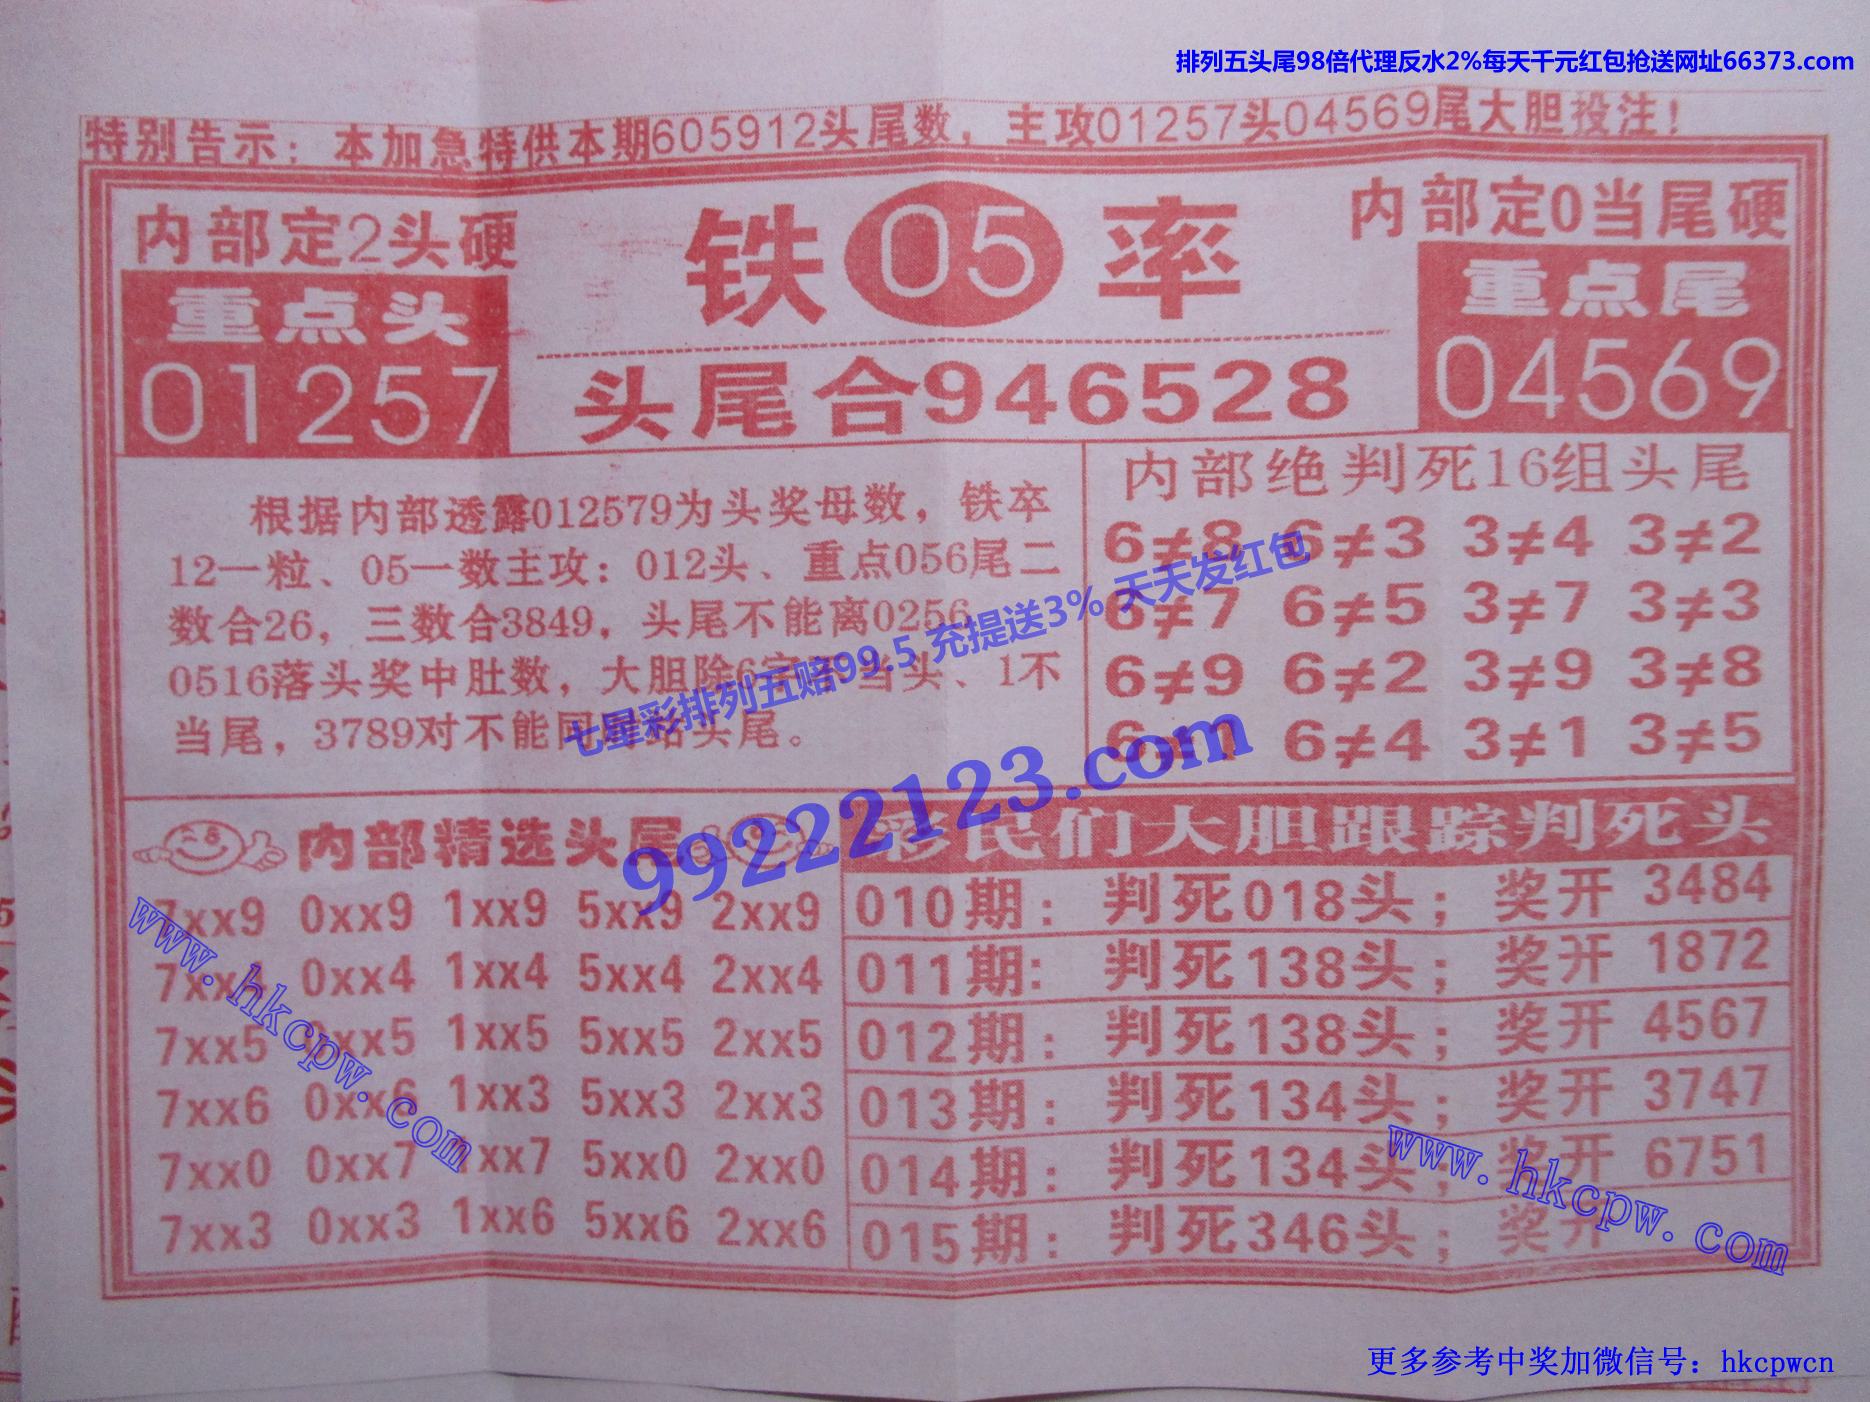 排列五头尾98倍代理反水2%每天千元红包抢送网址66373.com
特别告示：本加急特供本期605912头尾数，主攻01257头04569尾大胆投注！
内部定2头硬
重点头
01257
铁05率
头尾合946528
内部定0当尾硬
重点尾
04569
根据内部透露012579为头奖母数，铁卒
12一粒、05一数主攻：012头、重点056尾二
数合26，三数合3849，头尾不能离0256，
0516落头奖中肚数，大胆除6字 当头、1不
当尾，3789对不能同 头尾。
内部绝判死16组头尾
6≠8 6≠3 3≠4 3≠2
6≠7 6≠5 3≠7 3≠3
6≠9 6≠2 3≠9 3≠8
6≠1 6≠4 3≠1 3≠5
七星彩排列五赔99.5 充提送3% 天天发红包
99222123.com
内部精选头尾
7xx9 0xx9 1xx9 5xx9 2xx9
7xx4 0xx4 1xx4 5xx4 2xx4
7xx5 0xx5 1xx5 5xx5 2xx5
7xx6 0xx6 1xx3 5xx3 2xx3
7xx0 0xx7 1xx7 5xx0 2xx0
7xx3 0xx3 1xx6 5xx6 2xx6
www.hkcpw.com
彩民们大胆跟踪判死头
010期：判死018头；奖开 3484
011期：判死138头；奖开 1872
012期：判死138头；奖开 4567
013期：判死134头；奖开 3747
014期：判死134头；奖开 6751
015期：判死346头；奖开
www.hkcpw.com
更多参考中奖加微信号：hkcpwcn